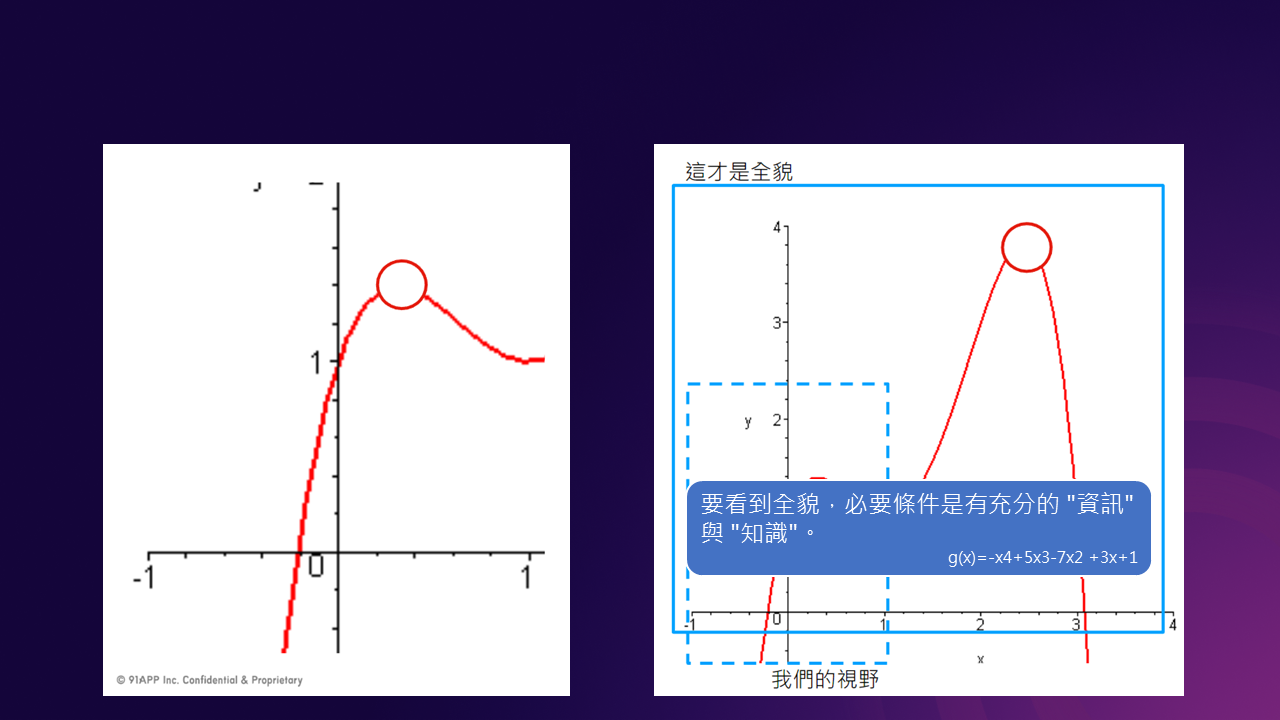 1
0
-1
1
© 91APP Inc. Confidential & Proprietary
這才是全貌
4
3
y
2
要看到全貌，必要條件是有充分的 "資訊"
與 "知識"。
g(x)=-x4+5x3-7x2 +3x+1
0
-1
1
2
3
4
x
我們的視野